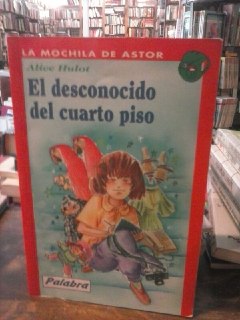 LA MOCHILA DE ASTOR
Alice Hulot
El desconocido
del cuarto piso
Palabra